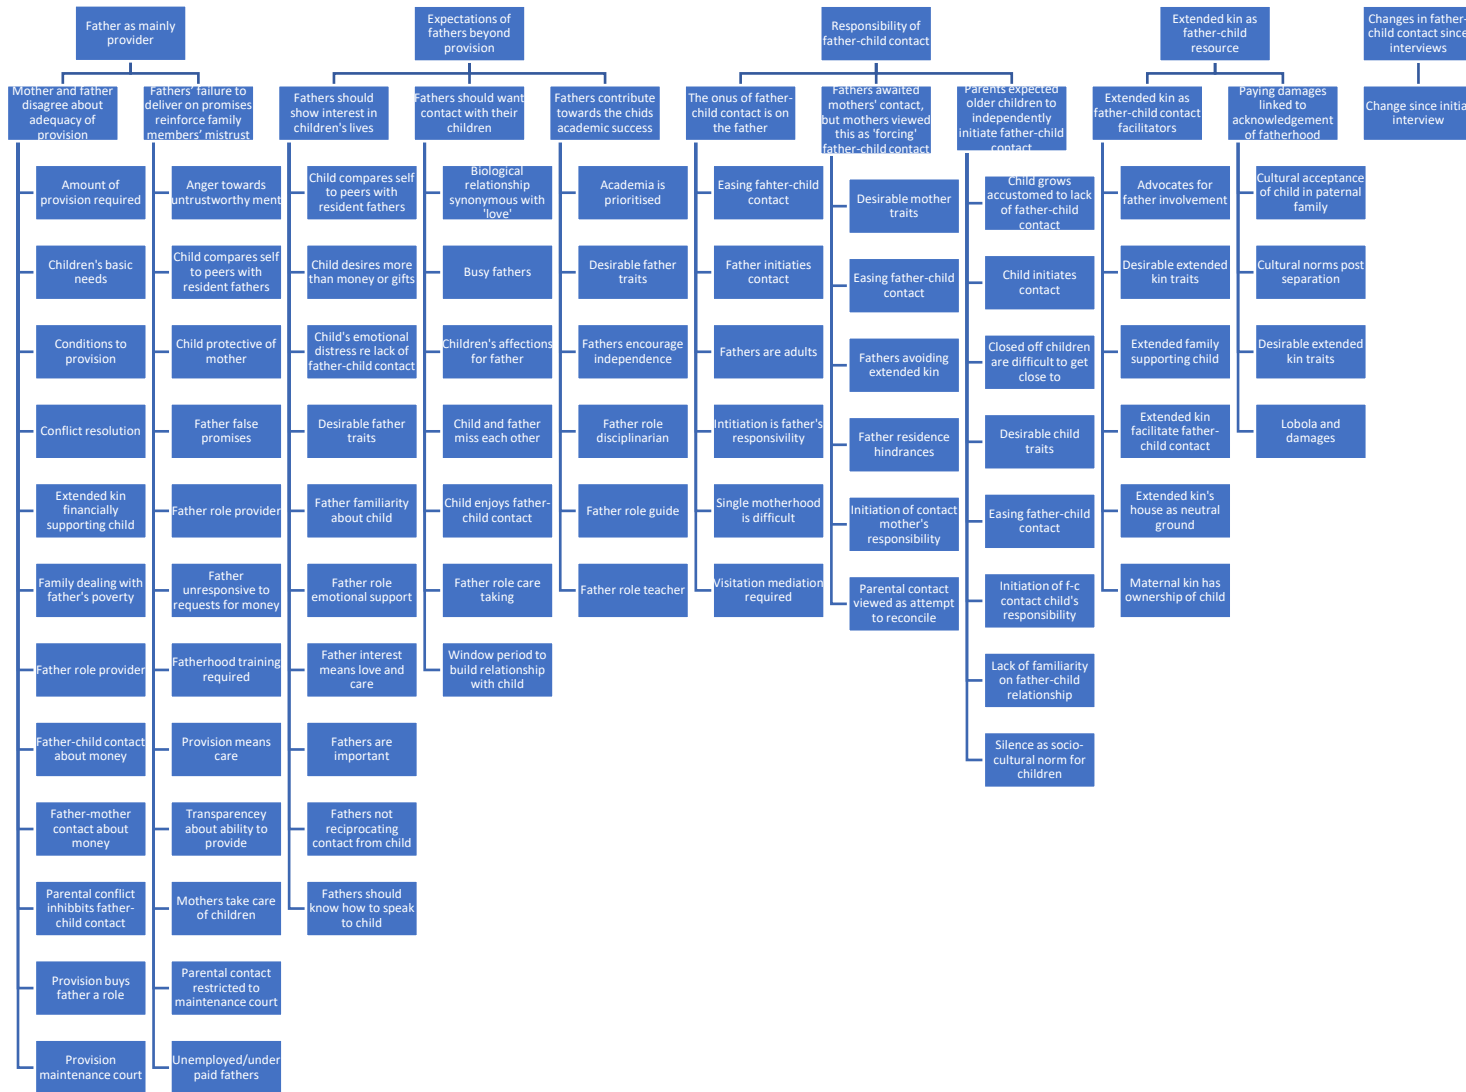 Father as mainly
provider
Expectations of
fathers beyond
provision
Responsibility of
father-child contact
Extended kin as
father-child
resource
Changes in father-
child contact since
interviews
Mother and father
disagree about
adequacy of
provision
Fathers' failure to
deliver on promises
reinforce family
members' mistrust
Fathers should
show interest in
children's lives
Fathers should want
contact with their
children
Fathers contribute
towards the chids
academic success
The onus of father-
child contact is on
the father
Fathers awaited
mothers' contact,
but mothers viewed
this as 'forcing'
father-child contact
Parents expected
older children to
independently
initiate father-child
contact
Extended kin as
father-child contact
facilitators
Paying damages
linked to
acknowledgement
of fatherhood
Change since initia
interview
Amount of
provision required
Children's basic
needs
Conditions to
provision
Conflict resolution
Extended kin
financially
supporting child
Family dealing with
father's poverty
Father role provider
Father-child contact
about money
Father-mother
contact about
money
Parental conflict
inhibbits father-
child contact
Provision buys
father a role
Provision
maintenance court
Anger towards
untrustworthy ment
Child compares self
to peers with
resident fathers
Child protective of
mother
Father false
promises
Father role provider
Father
unresponsive to
requests for money
Fatherhood training
required
Provision means
care
Transparencey
about ability to
provide
Mothers take care
of children
Parental contact
restricted to
maintenance court
Unemployed/under
paid fathers
Child compares self
to peers with
resident fathers
Child desires more
than money or gifts
Child's emotional
distress re lack of
father-child contact
Desirable father
traits
Father familiarity
about child
Father role
emotional support
Father interest
means love and
care
Fathers are
important
Fathers not
reciprocating
contact from child
Fathers should
know how to speak
to child
Biological
relationship
synonymous with
'love'
Busy fathers
Children's affections
for father
Child and father
miss each other
Child enjoys father-
child contact
Father role care
taking
Window period to
build relationship
with child
Academia is
prioritised
Desirable father
traits
Fathers encourage
independence
Father role
disciplinarian
Father role guide
Father role teacher
Easing fahter-child
contact
Father initiaties
contact
Fathers are adults
Intitiation is father's
responsivility
Single motherhood
is difficult
Visitation mediation
required
Desirable mother
traits
Easing father-child
contact
Fathers avoiding
extended kin
Father residence
hindrances
Initiation of contact
mother's
responsibility
Parental contact
viewed as attempt
to reconcile
Child grows
accustomed to lack
of father-child
contact
Child initiates
contact
Closed off children
are difficult to get
close to
Desirable child
traits
Easing father-child
contact
Initiation of f-c
contact child's
responsibility
Lack of familiarity
on father-child
relationship
Silence as socio-
cultural norm for
children
Advocates for
father involvement
Desirable extended
kin traits
Extended family
supporting child
Extended kin
facilitate father-
child contact
Extended kin's
house as neutral
ground
Maternal kin has
ownership of child
Cultural acceptance
of child in paternal
family
Cultural norms post
separation
Desirable extended
kin traits
Lobola and
damages